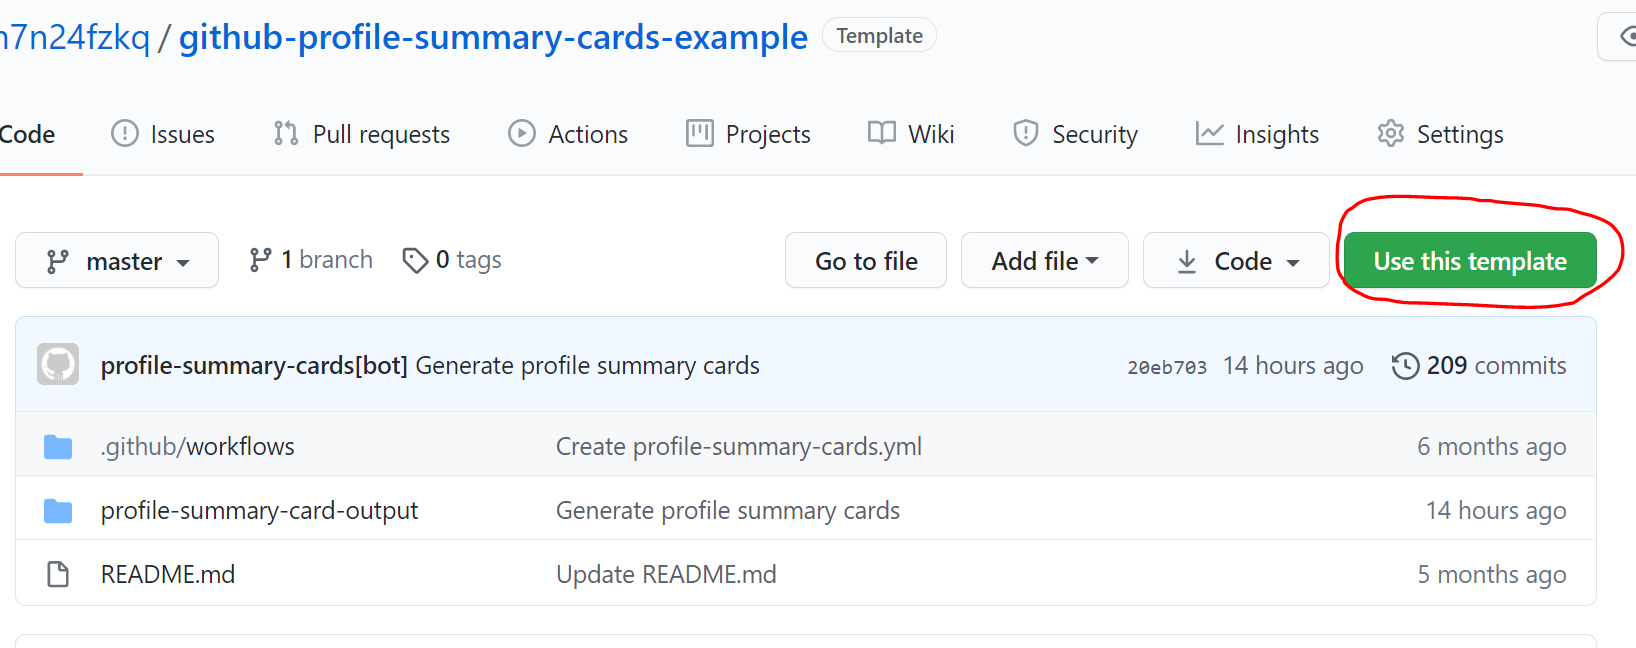 n7n24fzkq / github-profile-summary-cards-example Template
Code Issues Pull requests Actions Projects Wiki Security Insights Settings
master 1 branch 0 tags Go to file Add file Code Use this template
profile-summary-cards[bot] Generate profile summary cards 20eb703 14 hours ago 209 commits
.github/workflows Create profile-summary-cards.yml 6 months ago
profile-summary-card-output Generate profile summary cards 14 hours ago
README.md Update README.md 5 months ago